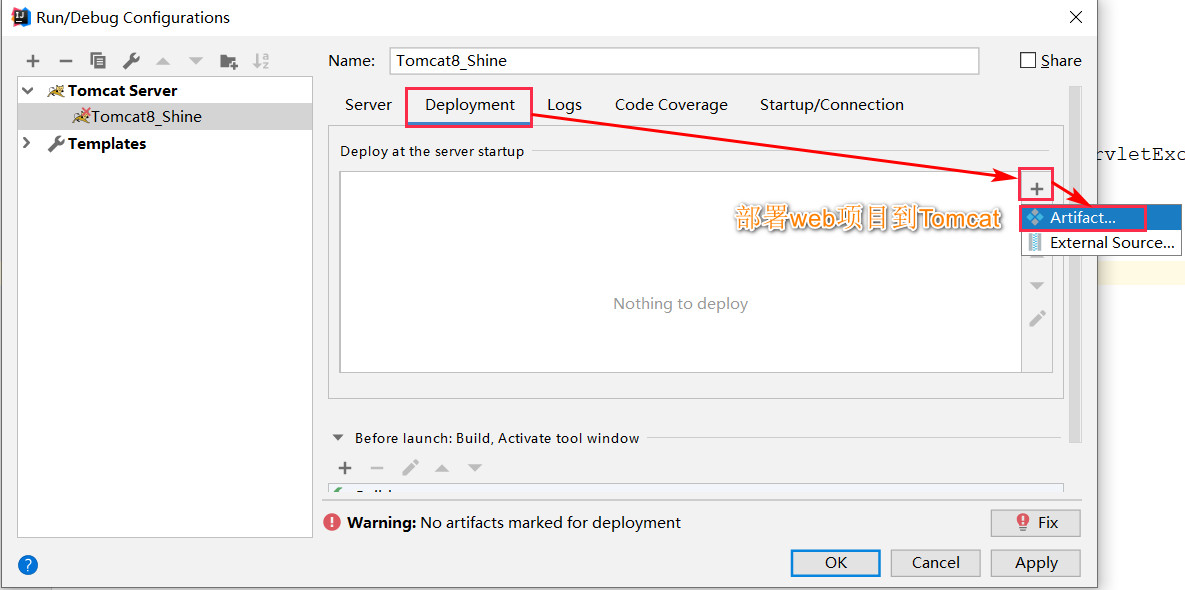 Run/Debug Configurations
Name: Tomcat8_Shine Share
Tomcat Server
Tomcat8_Shine
Templates
Server Deployment Logs Code Coverage Startup/Connection
Deploy at the server startup
rvletExc
部署web项目到Tomcat
Artifact...
External Source...
Nothing to deploy
Before launch: Build, Activate tool window
Warning: No artifacts marked for deployment
Fix
OK Cancel Apply